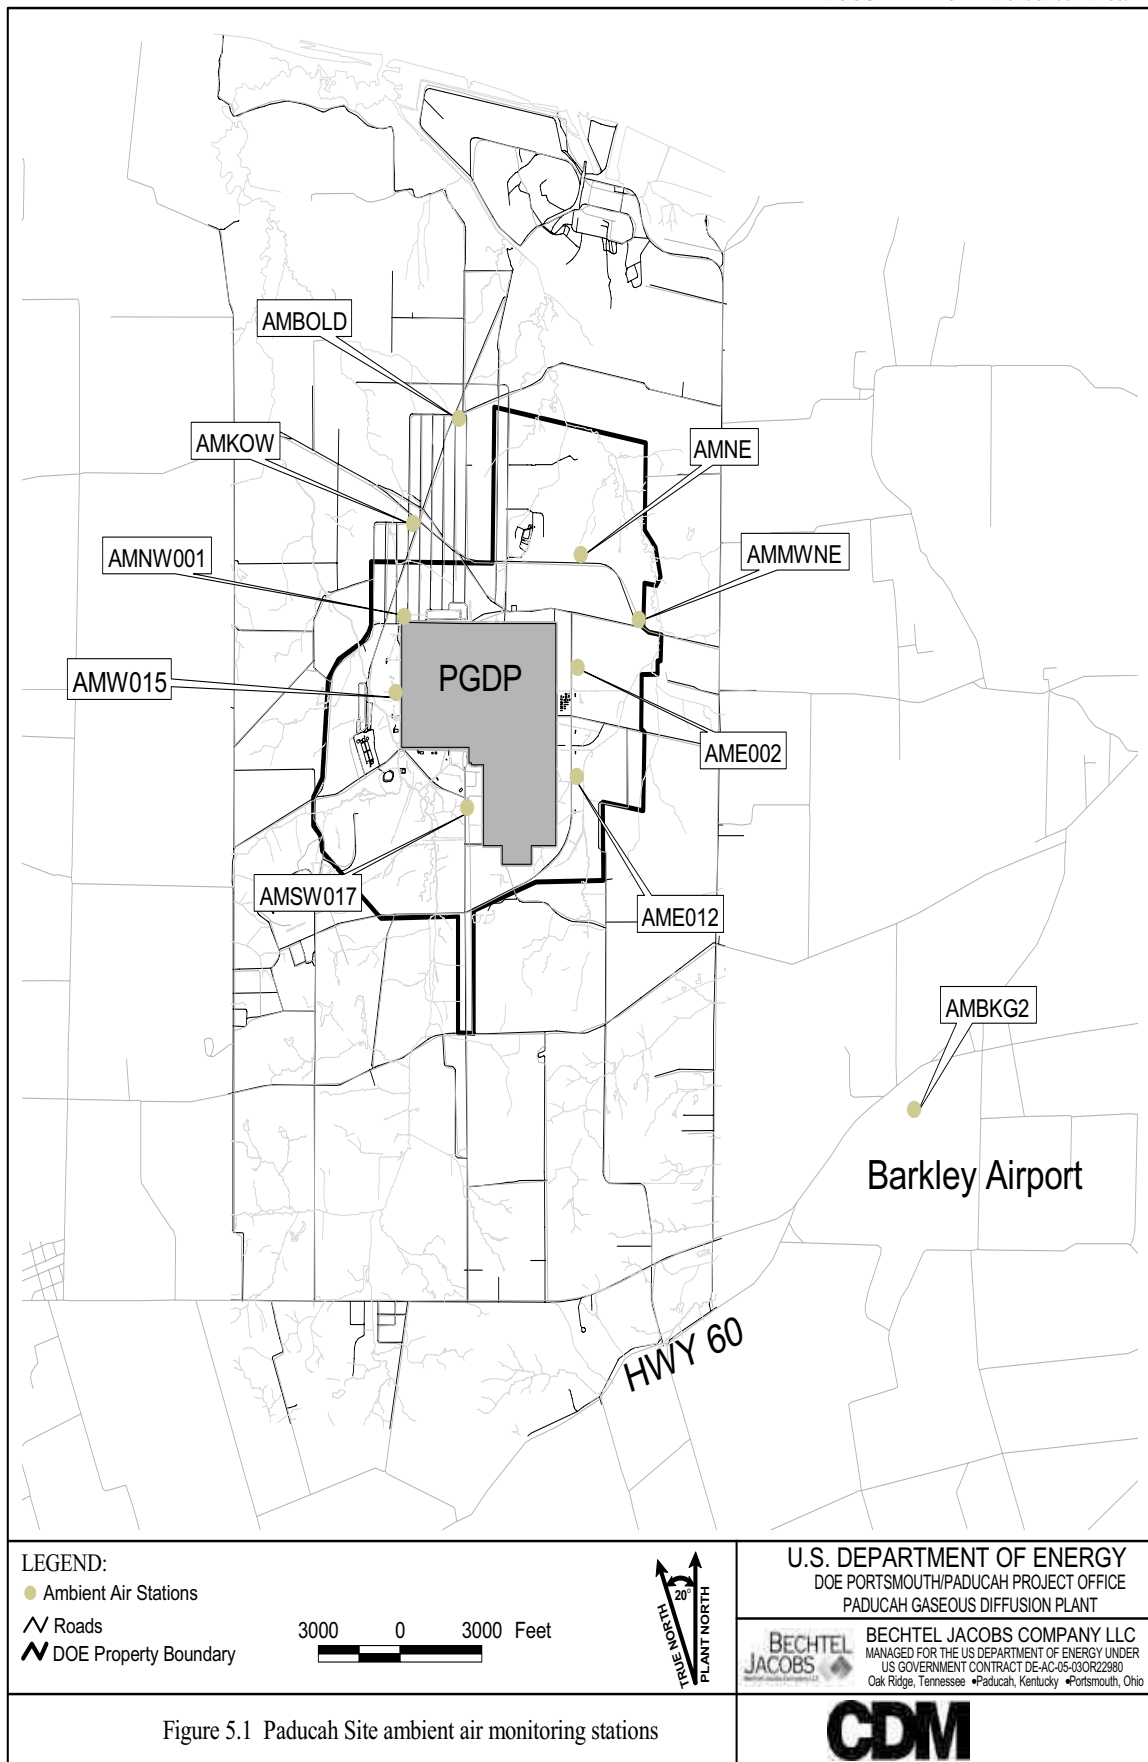 AMBOLD
AMKOW
AMNE
AMNW001
AMMWNE
PGDP
AMW015
AME002
AMSW017
AME012
AMBKG2
Barkley Airport
HWY 60
LEGEND:
Ambient Air Stations
Roads
DOE Property Boundary
3000 0 3000 Feet
20°
TRUE NORTH
PLANT NORTH
U.S. DEPARTMENT OF ENERGY
DOE PORTSMOUTH/PADUCAH PROJECT OFFICE
PADUCAH GASEOUS DIFFUSION PLANT
BECHTEL
JACOBS
BECHTEL JACOBS COMPANY LLC
MANAGED FOR THE US DEPARTMENT OF ENERGY UNDER
US GOVERNMENT CONTRACT DE-AC-05-03OR22980
Oak Ridge, Tennessee •Paducah, Kentucky •Portsmouth, Ohio
Figure 5.1 Paducah Site ambient air monitoring stations
CDM